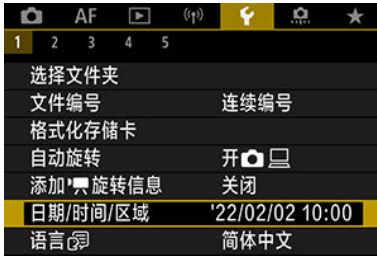 AF
1 2 3 4 5
选择文件夹
文件编号 连续编号
格式化存储卡
自动旋转 开
添加旋转信息 关闭
日期/时间/区域 '22/02/02 10:00
语言 简体中文